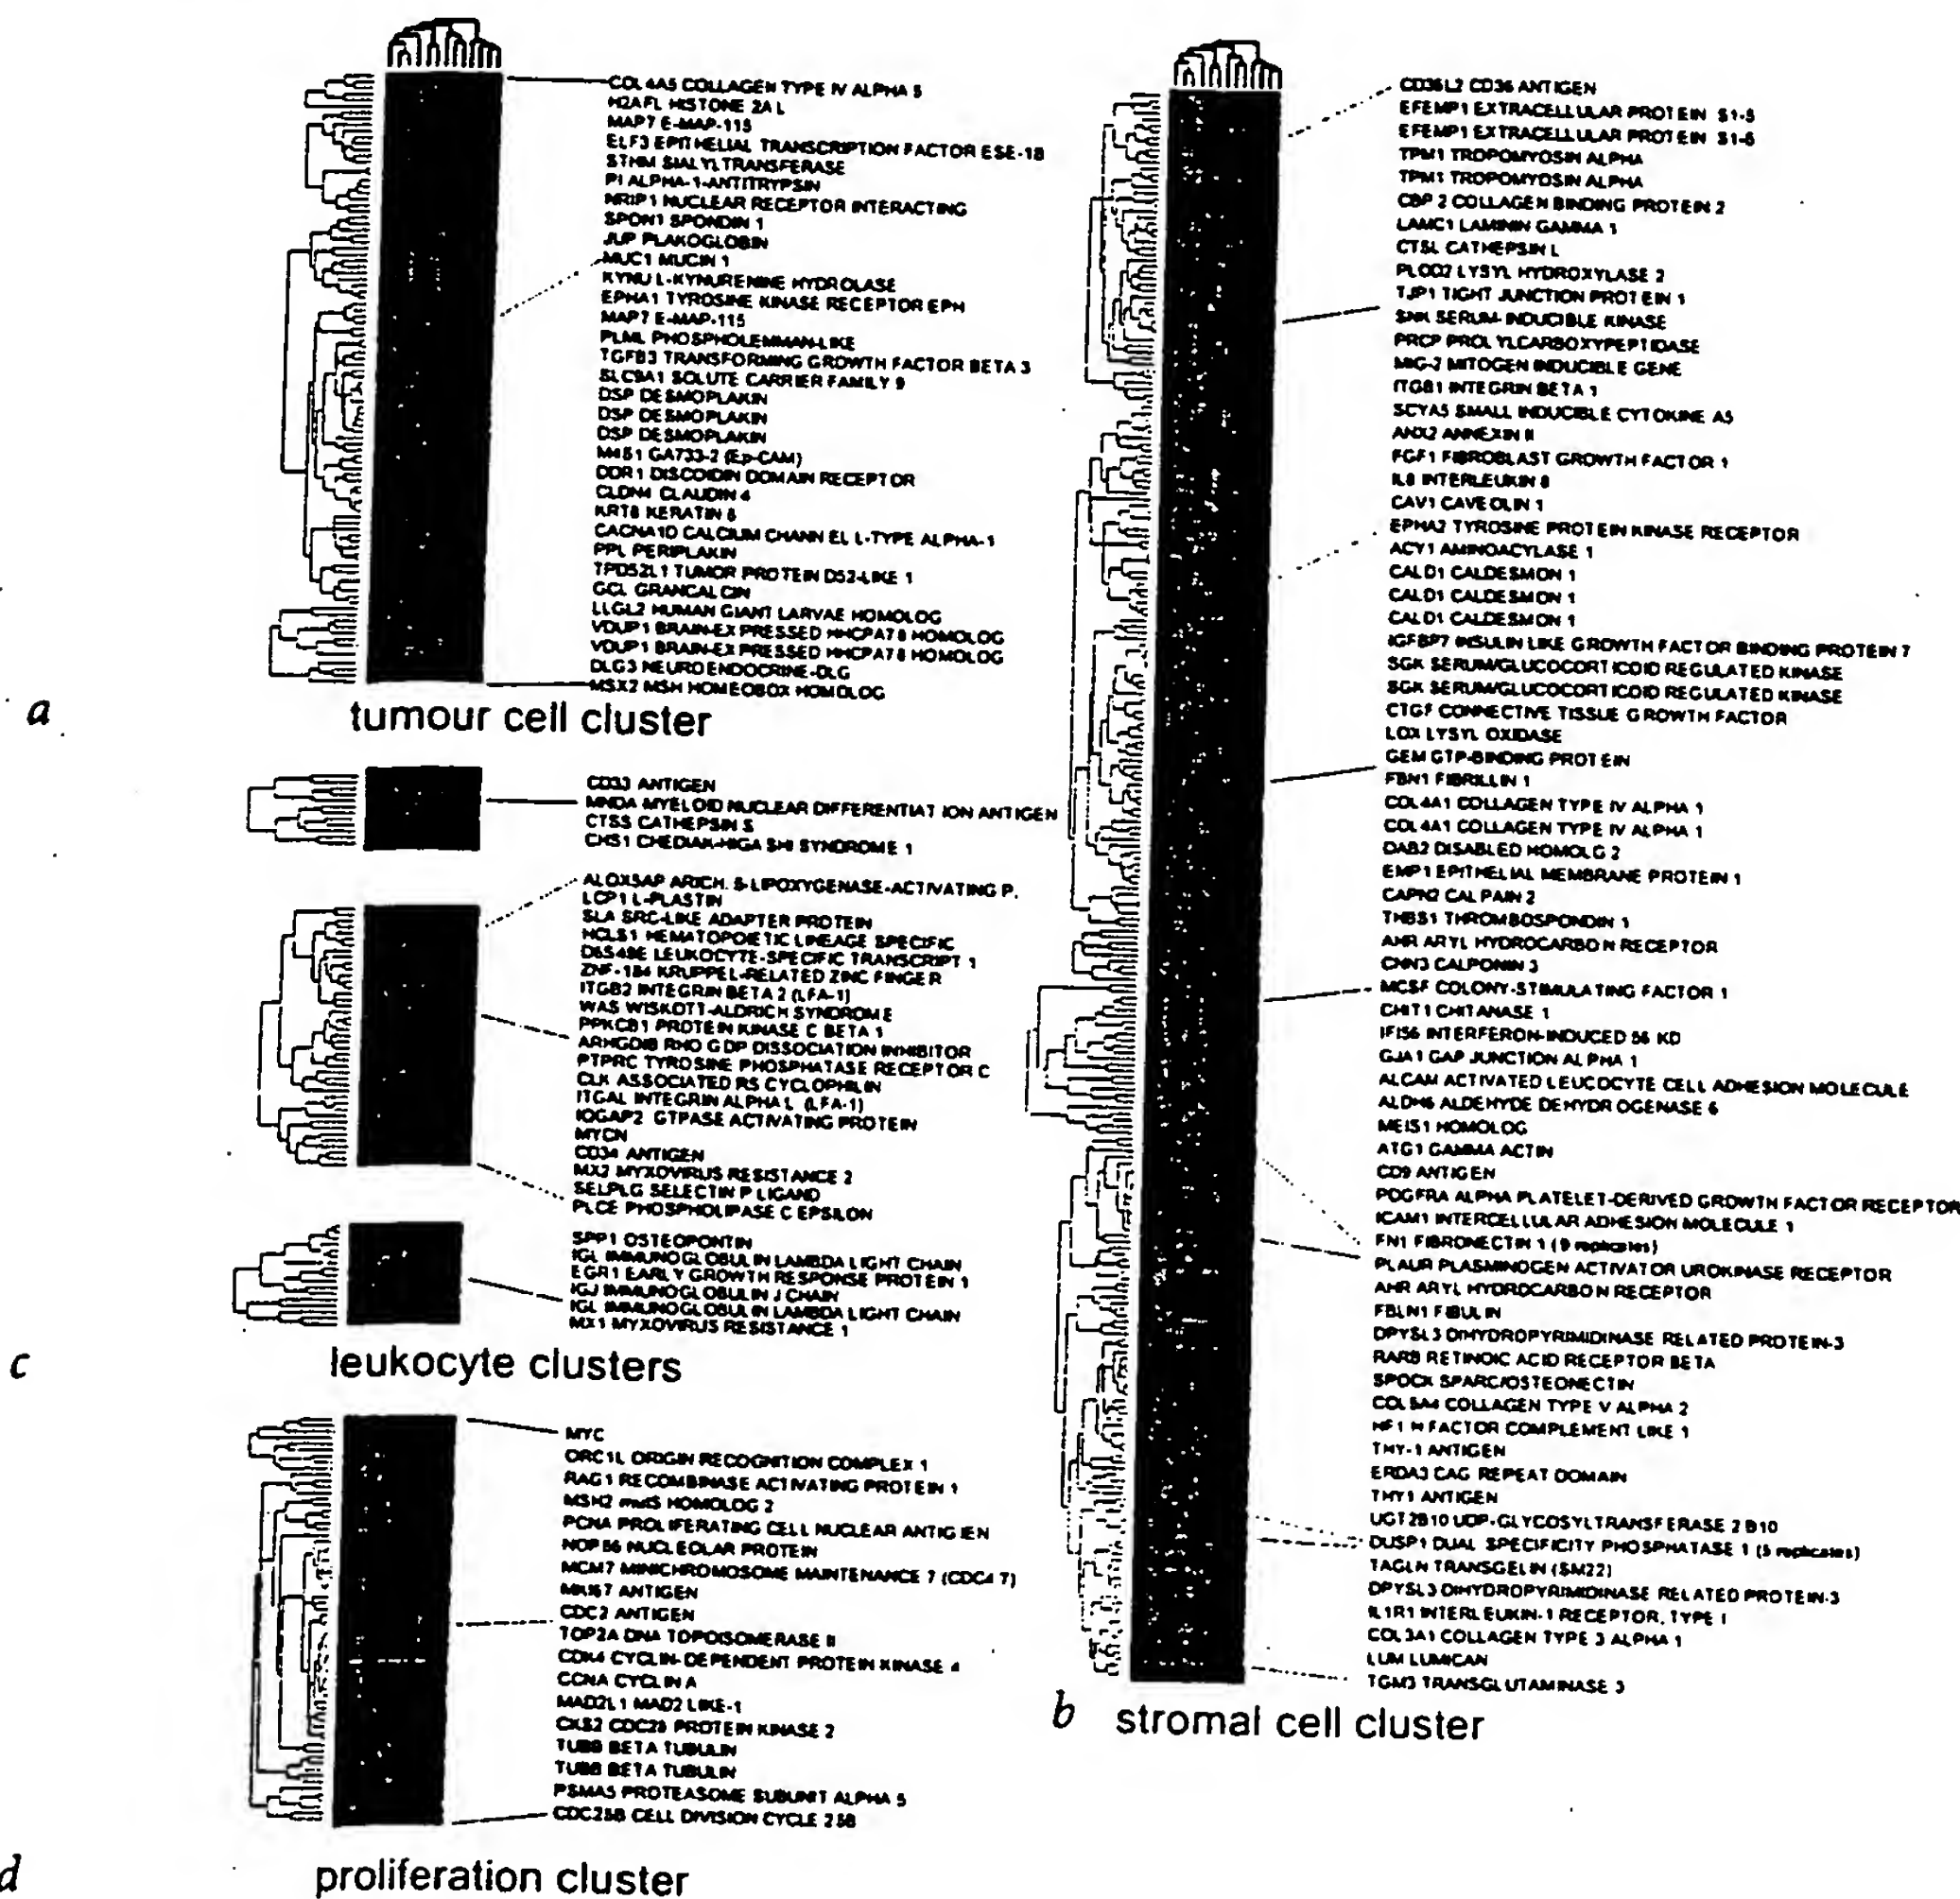 COL4A5 COLLAGEN TYPE IV ALPHA 5
H2AFL HISTONE 2A L
MAP7 E-MAP-115
ELF3 EPITHELIAL TRANSCRIPTION FACTOR ESE-1B
STHM SIALYLTRANSFERASE
PI ALPHA-1-ANTITRYPSIN
NRIP1 NUCLEAR RECEPTOR INTERACTING
SPON1 SPONDIN 1
JUP PLAKOGLOBIN
MUC1 MUCIN 1
KYNU L-KYNURENINE HYDROLASE
EPHA1 TYROSINE KINASE RECEPTOR EPH
MAP7 E-MAP-115
PLML PHOSPHOLEMMAN-LIKE
TGFB3 TRANSFORMING GROWTH FACTOR BETA 3
SLC9A1 SOLUTE CARRIER FAMILY 9
DSP DESMOPLAKIN
DSP DESMOPLAKIN
DSP DESMOPLAKIN
M4S1 GA733-2 (Ep-CAM)
DDR1 DISCOIDIN DOMAIN RECEPTOR
CLDN4 CLAUDIN 4
KRT8 KERATIN 8
CACNA1D CALCIUM CHANNEL L-TYPE ALPHA-1
PPL PERIPLAKIN
TPD52L1 TUMOR PROTEIN D52-LIKE 1
GCL GRANCALCIN
LLGL2 HUMAN GIANT LARVAE HOMOLOG
VDUP1 BRAIN-EXPRESSED HHCPA78 HOMOLOG
VDUP1 BRAIN-EXPRESSED HHCPA78 HOMOLOG
DLG3 NEUROENDOCRINE-DLG
MSX2 MSH HOMEOBOX HOMOLOG
a
tumour cell cluster
CD33 ANTIGEN
MNDA MYELOID NUCLEAR DIFFERENTIATION ANTIGEN
CTSS CATHEPSIN S
CHS1 CHEDIAK-HIGASHI SYNDROME 1
ALOX5AP ARICH. 5-LIPOXYGENASE-ACTIVATING P.
LCP1 L-PLASTIN
SLA SRC-LIKE ADAPTER PROTEIN
HCLS1 HEMATOPOIETIC LINEAGE SPECIFIC
D6S49E LEUKOCYTE-SPECIFIC TRANSCRIPT 1
ZNF-184 KRUPPEL-RELATED ZINC FINGER
ITGB2 INTEGRIN BETA 2 (LFA-1)
WAS WISKOTT-ALDRICH SYNDROME
PPKCB1 PROTEIN KINASE C BETA 1
ARHGDIB RHO GDP DISSOCIATION INHIBITOR
PTPRC TYROSINE PHOSPHATASE RECEPTOR C
CLK ASSOCIATED RS CYCLOPHILIN
ITGAL INTEGRIN ALPHA L (LFA-1)
IQGAP2 GTPASE ACTIVATING PROTEIN
MYCN
CD34 ANTIGEN
MX2 MYXOVIRUS RESISTANCE 2
SELPLG SELECTIN P LIGAND
PLCE PHOSPHOLIPASE C EPSILON
SPP1 OSTEOPONTIN
IGL IMMUNOGLOBULIN LAMBDA LIGHT CHAIN
EGR1 EARLY GROWTH RESPONSE PROTEIN 1
IGJ IMMUNOGLOBULIN J CHAIN
IGL IMMUNOGLOBULIN LAMBDA LIGHT CHAIN
MX1 MYXOVIRUS RESISTANCE 1
c
leukocyte clusters
MYC
ORC1L ORIGIN RECOGNITION COMPLEX 1
RAG1 RECOMBINASE ACTIVATING PROTEIN 1
MSH2 mutS HOMOLOG 2
PCNA PROLIFERATING CELL NUCLEAR ANTIGIEN
NOP56 NUCLEOLAR PROTEIN
MCM7 MINICHROMOSOME MAINTENANCE 7 (CDC47)
MKI67 ANTIGEN
CDC2 ANTIGEN
TOP2A DNA TOPOISOMERASE II
CDK4 CYCLIN-DEPENDENT PROTEIN KINASE 4
CCNA CYCLIN A
MAD2L1 MAD2 LIKE-1
CKS2 CDC28 PROTEIN KINASE 2
TUBB BETA TUBULIN
TUBB BETA TUBULIN
PSMA5 PROTEASOME SUBUNIT ALPHA 5
CDC25B CELL DIVISION CYCLE 25B
d
proliferation cluster
CD36L2 CD36 ANTIGEN
EFEMP1 EXTRACELLULAR PROTEIN S1-5
EFEMP1 EXTRACELLULAR PROTEIN S1-5
TPM1 TROPOMYOSIN ALPHA
TPM1 TROPOMYOSIN ALPHA
CBP2 COLLAGEN BINDING PROTEIN 2
LAMC1 LAMININ GAMMA 1
CTSL CATHEPSIN L
PLOD2 LYSYL HYDROXYLASE 2
TJP1 TIGHT JUNCTION PROTEIN 1
SNK SERUM-INDUCIBLE KINASE
PRCP PROLYLCARBOXYPEPTIDASE
MIG-2 MITOGEN INDUCIBLE GENE
ITGB1 INTEGRIN BETA 1
SCYA5 SMALL INDUCIBLE CYTOKINE A5
ANX2 ANNEXIN II
FGF1 FIBROBLAST GROWTH FACTOR 1
IL8 INTERLEUKIN 8
CAV1 CAVEOLIN 1
EPHA2 TYROSINE PROTEIN KINASE RECEPTOR
ACY1 AMINOACYLASE 1
CALD1 CALDESMON 1
CALD1 CALDESMON 1
CALD1 CALDESMON 1
IGFBP7 INSULIN LIKE GROWTH FACTOR BINDING PROTEIN 7
SGK SERUM/GLUCOCORTICOID REGULATED KINASE
SGK SERUM/GLUCOCORTICOID REGULATED KINASE
CTGF CONNECTIVE TISSUE GROWTH FACTOR
LOX LYSYL OXIDASE
GEM GTP-BINDING PROTEIN
FBN1 FIBRILLIN 1
COL4A1 COLLAGEN TYPE IV ALPHA 1
COL4A1 COLLAGEN TYPE IV ALPHA 1
DAB2 DISABLED HOMOLG 2
EMP1 EPITHELIAL MEMBRANE PROTEIN 1
CAPN2 CALPAIN 2
THBS1 THROMBOSPONDIN 1
AHR ARYL HYDROCARBON RECEPTOR
CNN3 CALPONIN 3
MCSF COLONY-STIMULATING FACTOR 1
CHIT1 CHITANASE 1
IFI56 INTERFERON-INDUCED 56 KD
GJA1 GAP JUNCTION ALPHA 1
ALCAM ACTIVATED LEUCOCYTE CELL ADHESION MOLECULE
ALDH6 ALDEHYDE DEHYDROGENASE 6
MEIS1 HOMOLOG
ATG1 GAMMA ACTIN
CD9 ANTIGEN
PDGFRA ALPHA PLATELET-DERIVED GROWTH FACTOR RECEPTOR
ICAM1 INTERCELLULAR ADHESION MOLECULE 1
FN1 FIBRONECTIN 1 (9 replicates)
PLAUR PLASMINOGEN ACTIVATOR UROKINASE RECEPTOR
AHR ARYL HYDROCARBON RECEPTOR
FBLN1 FIBULIN
DPYSL3 DIHYDROPYRIMIDINASE RELATED PROTEIN-3
RARB RETINOIC ACID RECEPTOR BETA
SPOCK SPARC/OSTEONECTIN
COL5A4 COLLAGEN TYPE V ALPHA 2
HF1 H FACTOR COMPLEMENT LIKE 1
THY-1 ANTIGEN
ERDA3 CAG REPEAT DOMAIN
THY1 ANTIGEN
UGT2B10 UDP-GLYCOSYLTRANSFERASE 2 B10
DUSP1 DUAL SPECIFICITY PHOSPHATASE 1 (5 replicates)
TAGLN TRANSGELIN (SM22)
DPYSL3 DIHYDROPYRIMIDINASE RELATED PROTEIN-3
IL1R1 INTERLEUKIN-1 RECEPTOR, TYPE I
COL3A1 COLLAGEN TYPE 3 ALPHA 1
LUM LUMICAN
TGM3 TRANSGLUTAMINASE 3
b
stromal cell cluster